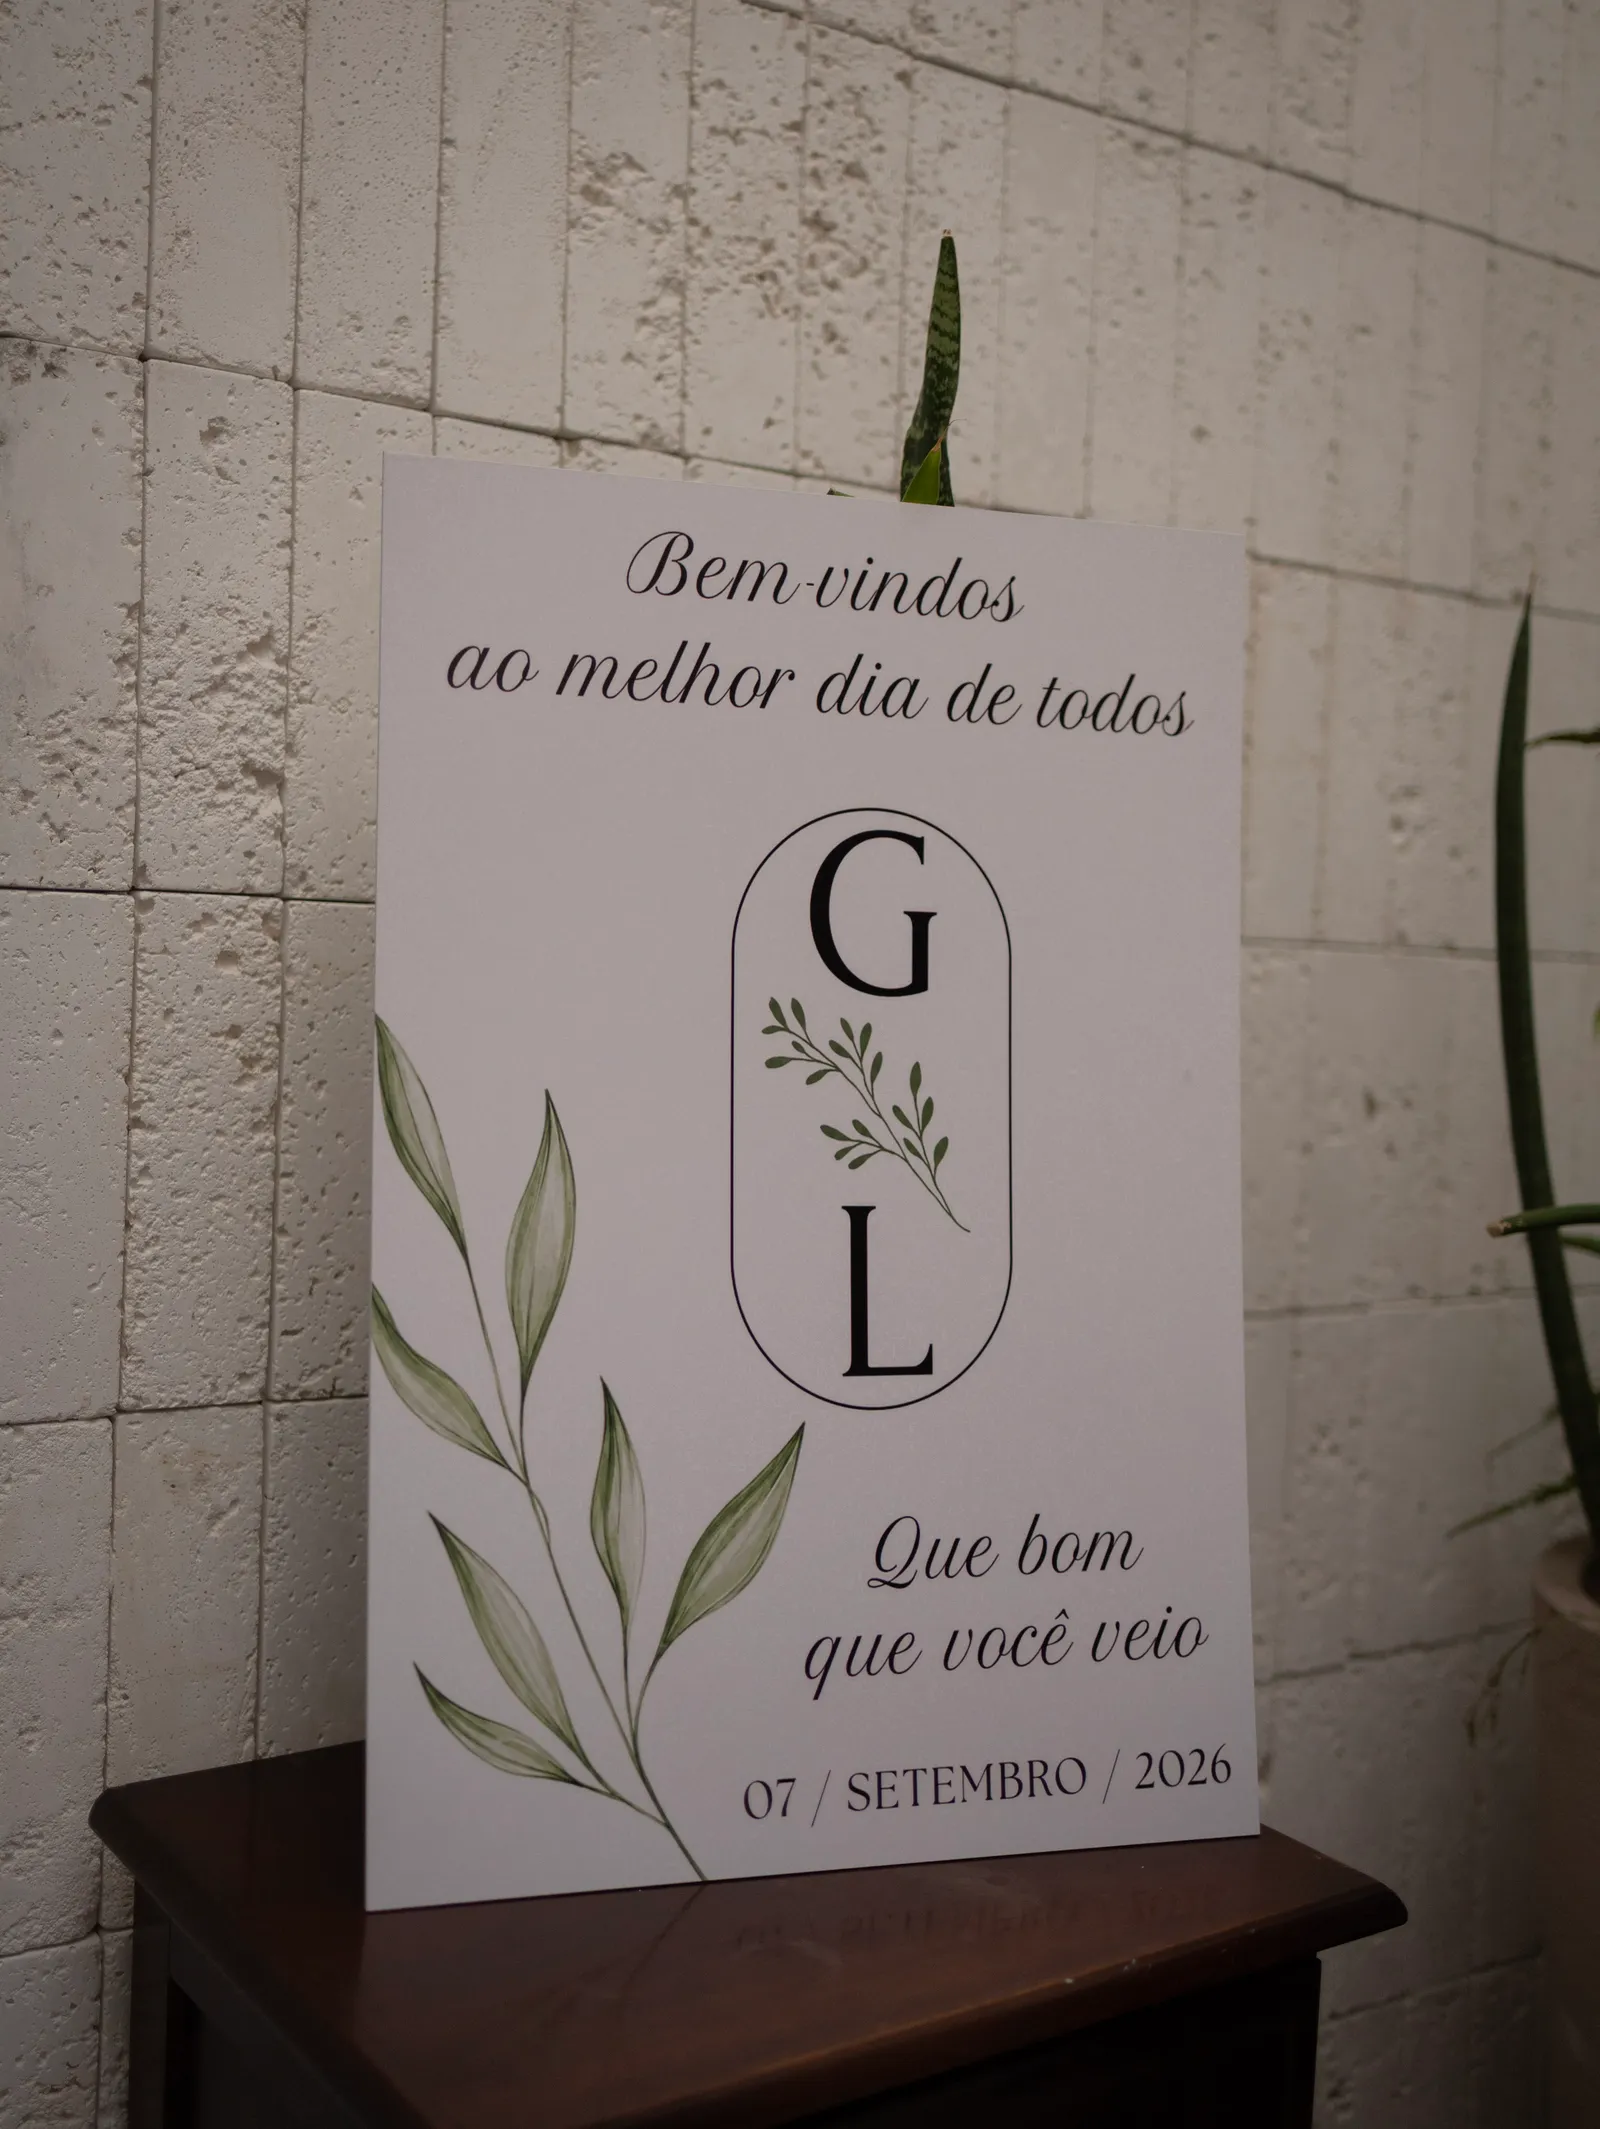 Bem-vindos
ao melhor dia de todos
G
L
Que bom
que você veio
07 / SETEMBRO / 2026